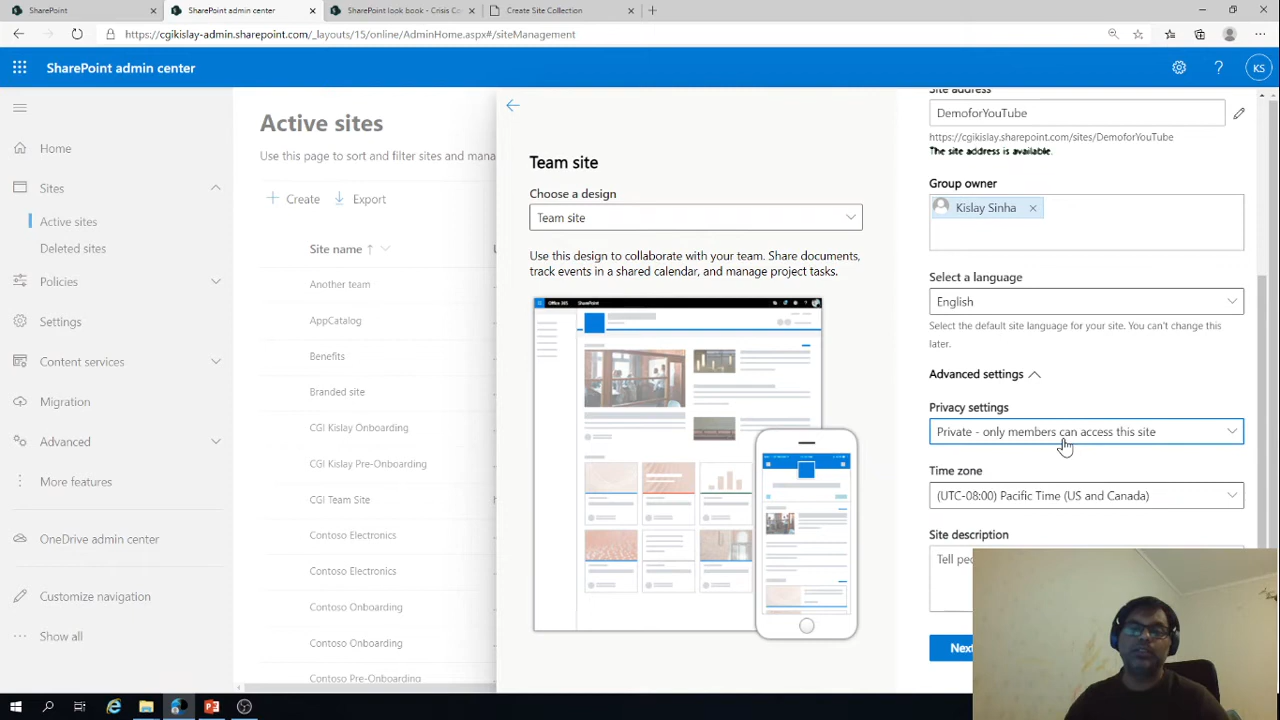 SharePoint
SharePoint admin center
SharePoint look book - Crisis Co
Create Site Collection
https://cgikislay-admin.sharepoint.com/_layouts/15/online/AdminHome.aspx#/siteManagement
SharePoint admin center
KS
Home
Sites
Active sites
Deleted sites
Policies
Settings
Content services
Migration
Advanced
More features
OneDrive admin center
Customize navigation
Show all
Active sites
Use this page to sort and filter sites and mana
Create
Export
Site name ↑
Another team
AppCatalog
Benefits
Branded site
CGI Kislay Onboarding
CGI Kislay Pre-Onboarding
CGI Team Site
Contoso Electronics
Contoso Electronics
Contoso Onboarding
Contoso Onboarding
Contoso Pre-Onboarding
Team site
Choose a design
Team site
Use this design to collaborate with your team. Share documents,
track events in a shared calendar, and manage project tasks.
Office 365 SharePoint
Site address
DemoforYouTube
https://cgikislay.sharepoint.com/sites/DemoforYouTube
The site address is available.
Group owner
Kislay Sinha
Select a language
English
Select the default site language for your site. You can't change this
later.
Advanced settings
Privacy settings
Private - only members can access this site
Time zone
(UTC-08:00) Pacific Time (US and Canada)
Site description
Tell pe
Next